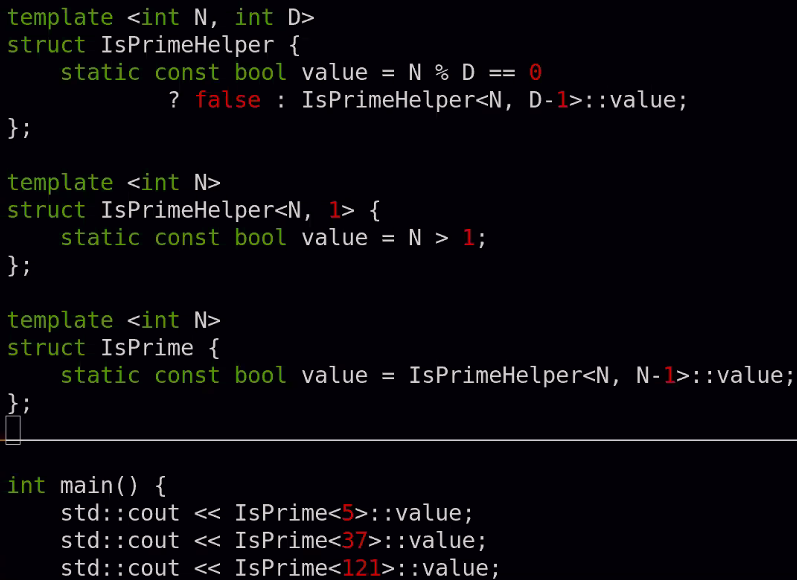 template <int N, int D>
struct IsPrimeHelper {
    static const bool value = N % D == 0
            ? false : IsPrimeHelper<N, D-1>::value;
};
template <int N>
struct IsPrimeHelper<N, 1> {
    static const bool value = N > 1;
};
template <int N>
struct IsPrime {
    static const bool value = IsPrimeHelper<N, N-1>::value;
};
int main() {
    std::cout << IsPrime<5>::value;
    std::cout << IsPrime<37>::value;
    std::cout << IsPrime<121>::value;